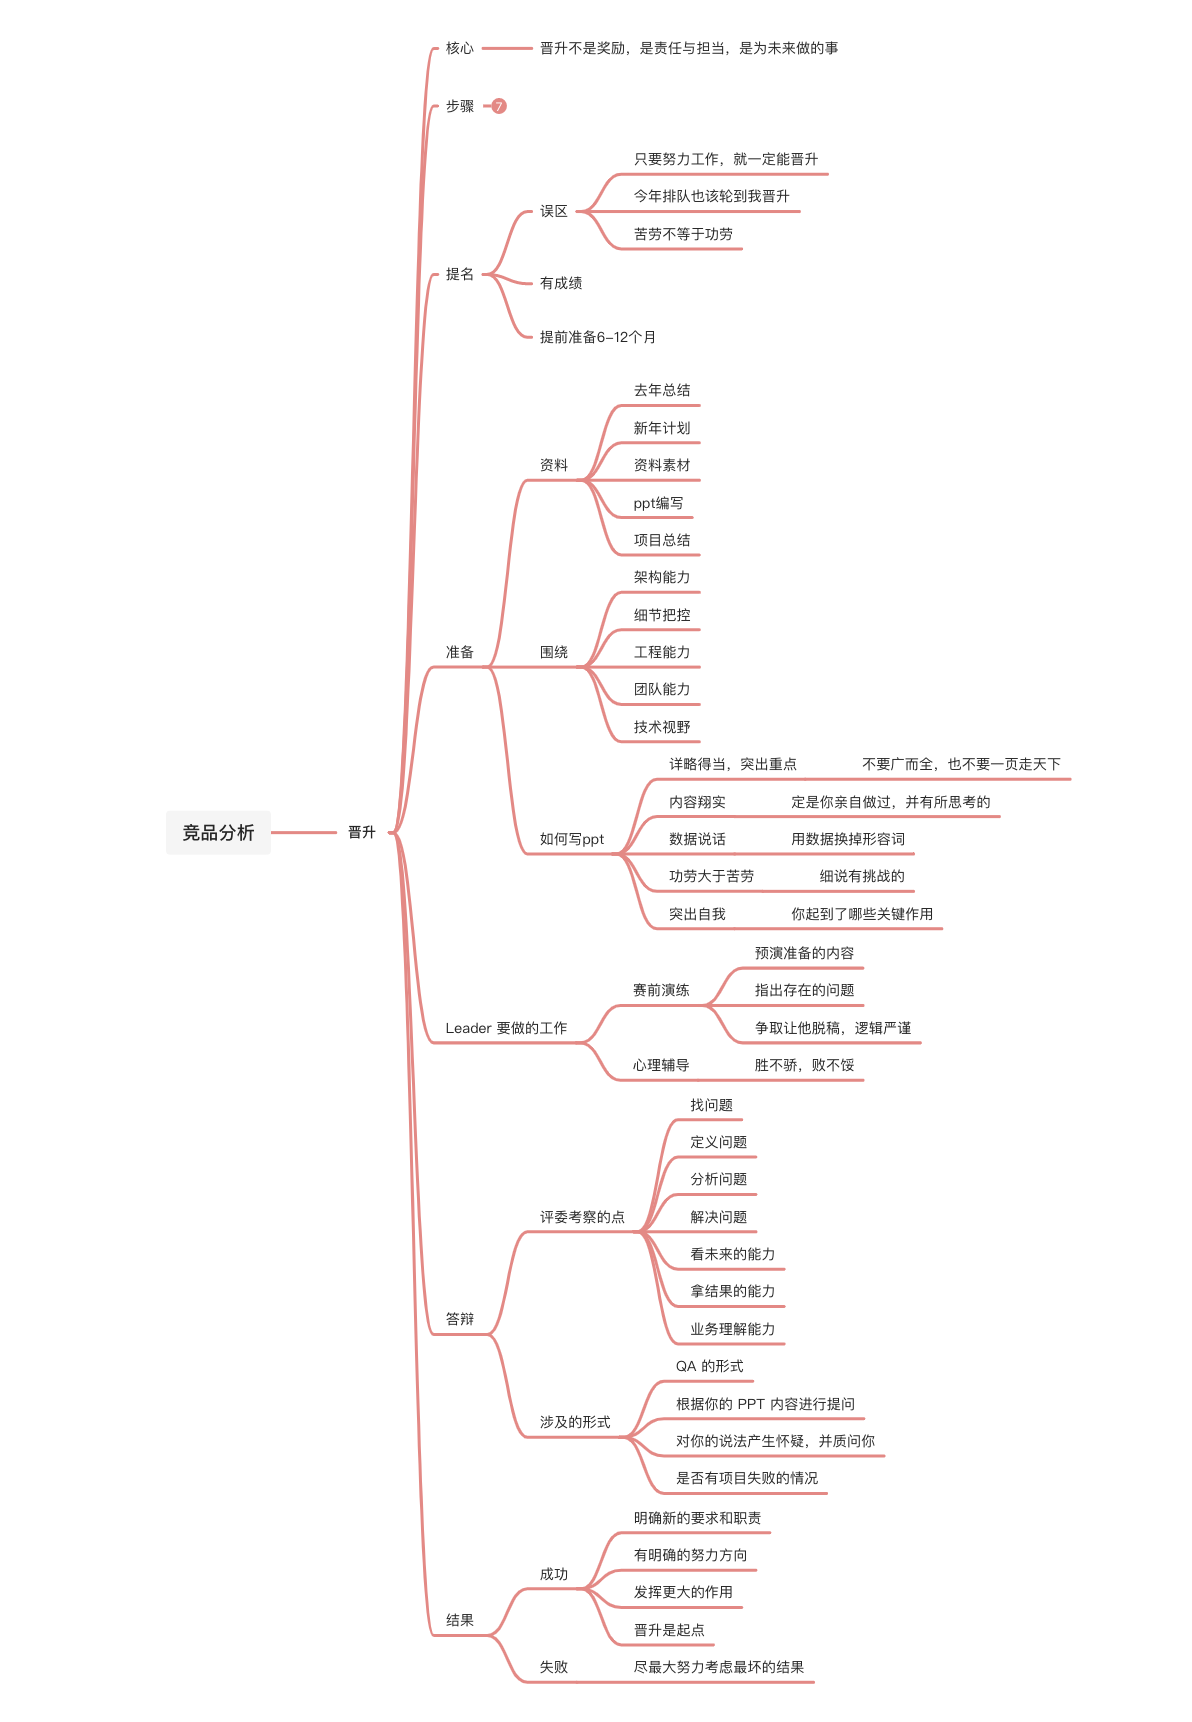 竞品分析
晋升
核心
晋升不是奖励，是责任与担当，是为未来做的事
步骤
7
提名
误区
只要努力工作，就一定能晋升
今年排队也该轮到我晋升
苦劳不等于功劳
有成绩
提前准备6-12个月
准备
资料
去年总结
新年计划
资料素材
ppt编写
项目总结
围绕
架构能力
细节把控
工程能力
团队能力
技术视野
如何写ppt
详略得当，突出重点
不要广而全，也不要一页走天下
内容翔实
定是你亲自做过，并有所思考的
数据说话
用数据换掉形容词
功劳大于苦劳
细说有挑战的
突出自我
你起到了哪些关键作用
Leader 要做的工作
赛前演练
预演准备的内容
指出存在的问题
争取让他脱稿，逻辑严谨
心理辅导
胜不骄，败不馁
答辩
评委考察的点
找问题
定义问题
分析问题
解决问题
看未来的能力
拿结果的能力
业务理解能力
涉及的形式
QA 的形式
根据你的 PPT 内容进行提问
对你的说法产生怀疑，并质问你
是否有项目失败的情况
结果
成功
明确新的要求和职责
有明确的努力方向
发挥更大的作用
晋升是起点
失败
尽最大努力考虑最坏的结果